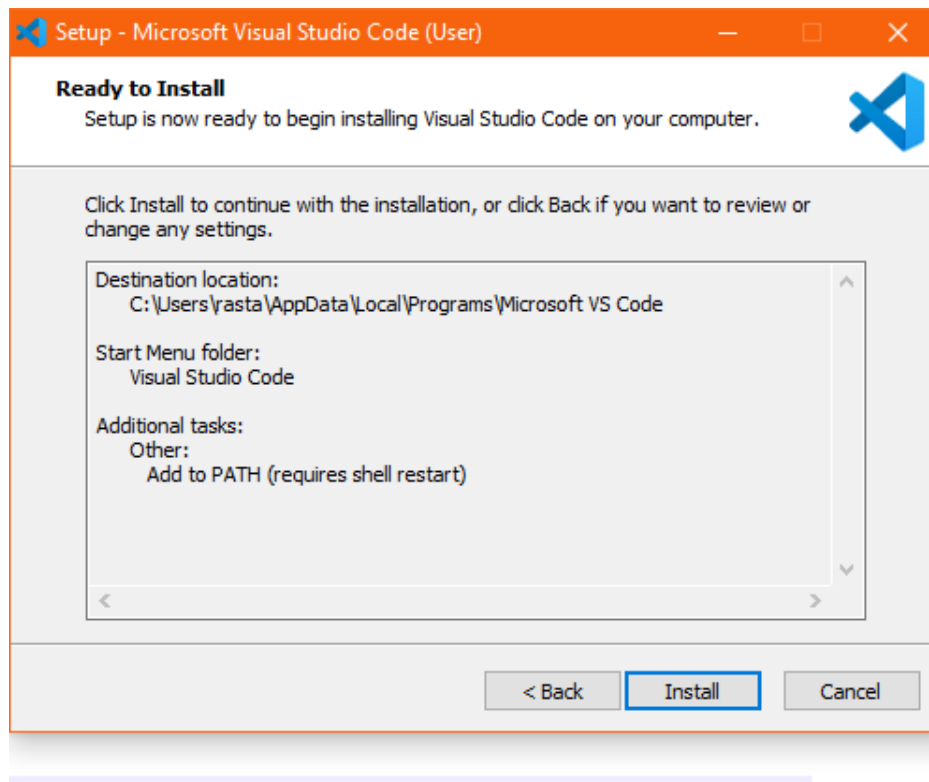 Setup - Microsoft Visual Studio Code (User)
Ready to Install
Setup is now ready to begin installing Visual Studio Code on your computer.
Click Install to continue with the installation, or click Back if you want to review or
change any settings.
Destination location:
C:\Users\rasta\AppData\Local\Programs\Microsoft VS Code
Start Menu folder:
Visual Studio Code
Additional tasks:
Other:
Add to PATH (requires shell restart)
< Back
Install
Cancel